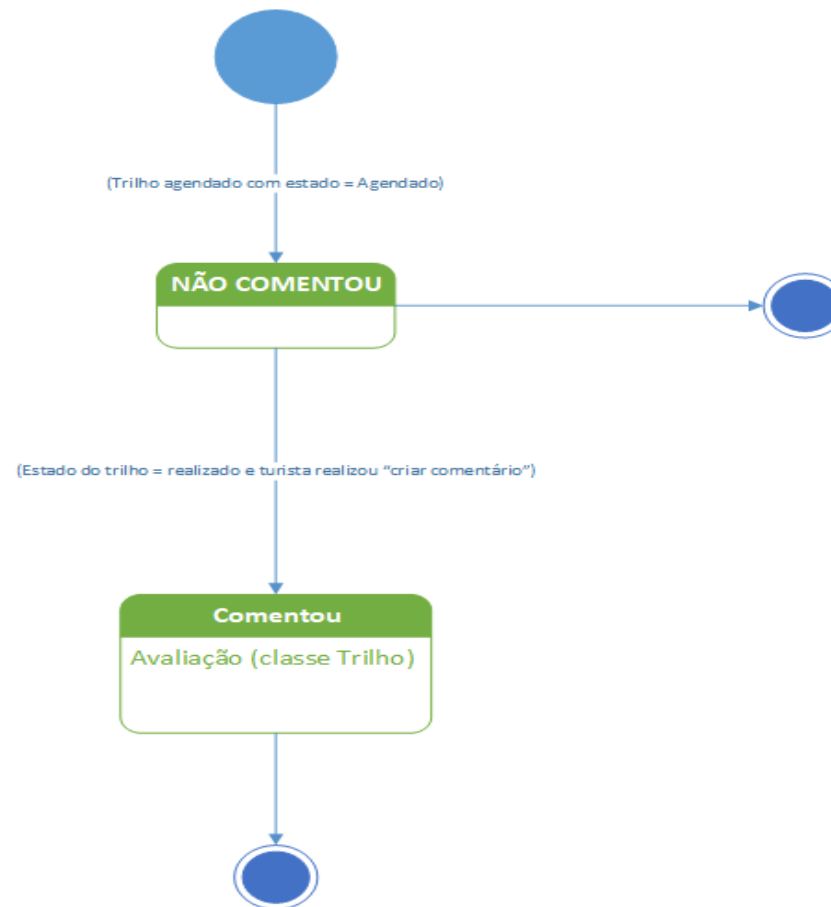 (Trilho agendado com estado = Agendado)
NÃO COMENTOU
(Estado do trilho = realizado e turista realizou “criar comentário”)
Comentou
Avaliação (classe Trilho)